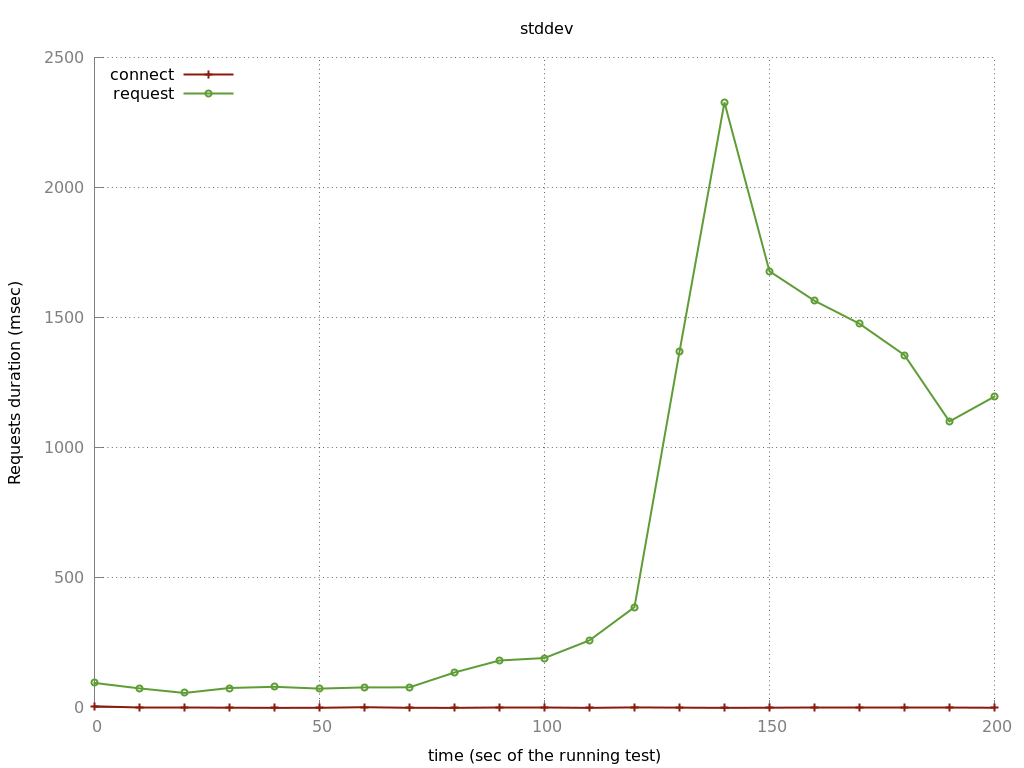 stddev
connect
request
2500
2000
1500
1000
500
0
Requests duration (msec)
0 50 100 150 200
time (sec of the running test)